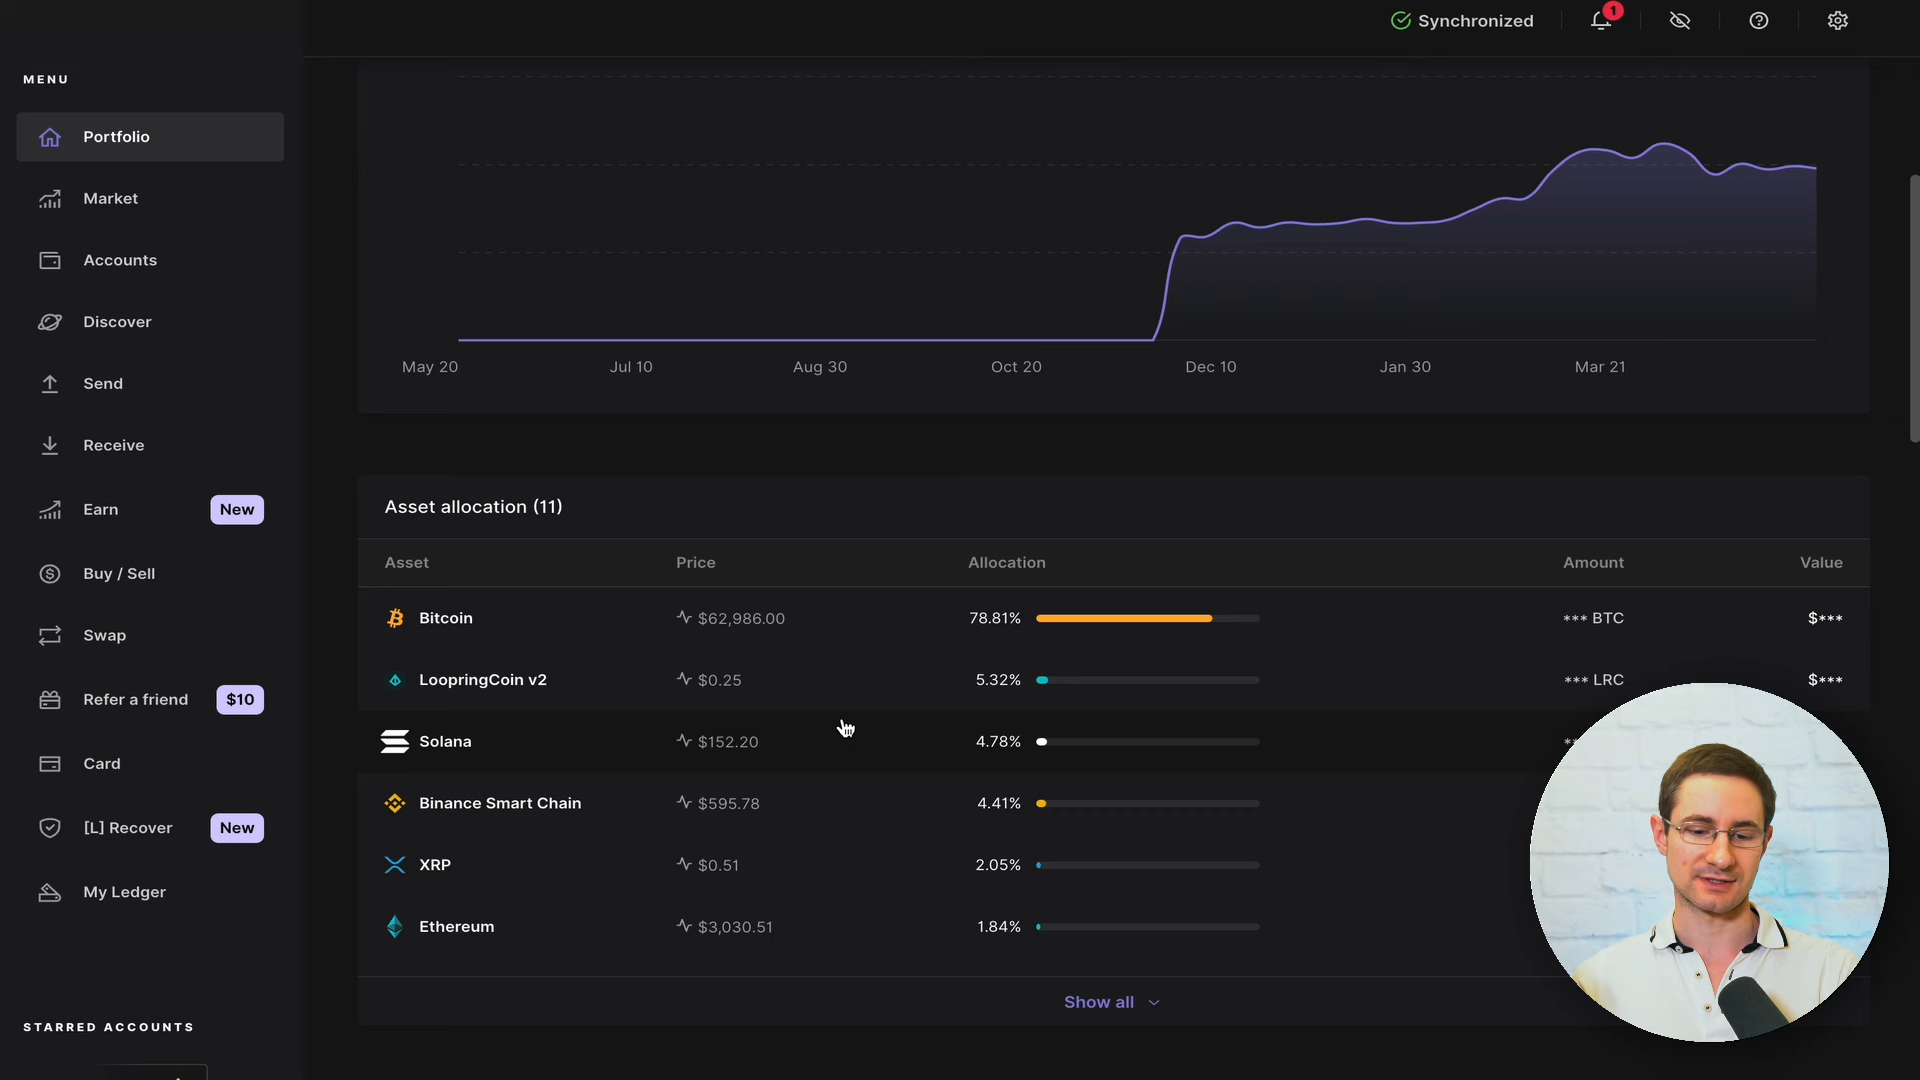 Synchronized
1
MENU
Portfolio
Market
Accounts
Discover
Send
Receive
Earn New
Buy / Sell
Swap
Refer a friend $10
Card
[L] Recover New
My Ledger
STARRED ACCOUNTS
May 20 Jul 10 Aug 30 Oct 20 Dec 10 Jan 30 Mar 21
Asset allocation (11)
Asset Price Allocation Amount Value
Bitcoin $62,986.00 78.81% *** BTC $***
LoopringCoin v2 $0.25 5.32% *** LRC $***
Solana $152.20 4.78% **
Binance Smart Chain $595.78 4.41%
XRP $0.51 2.05%
Ethereum $3,030.51 1.84%
Show all